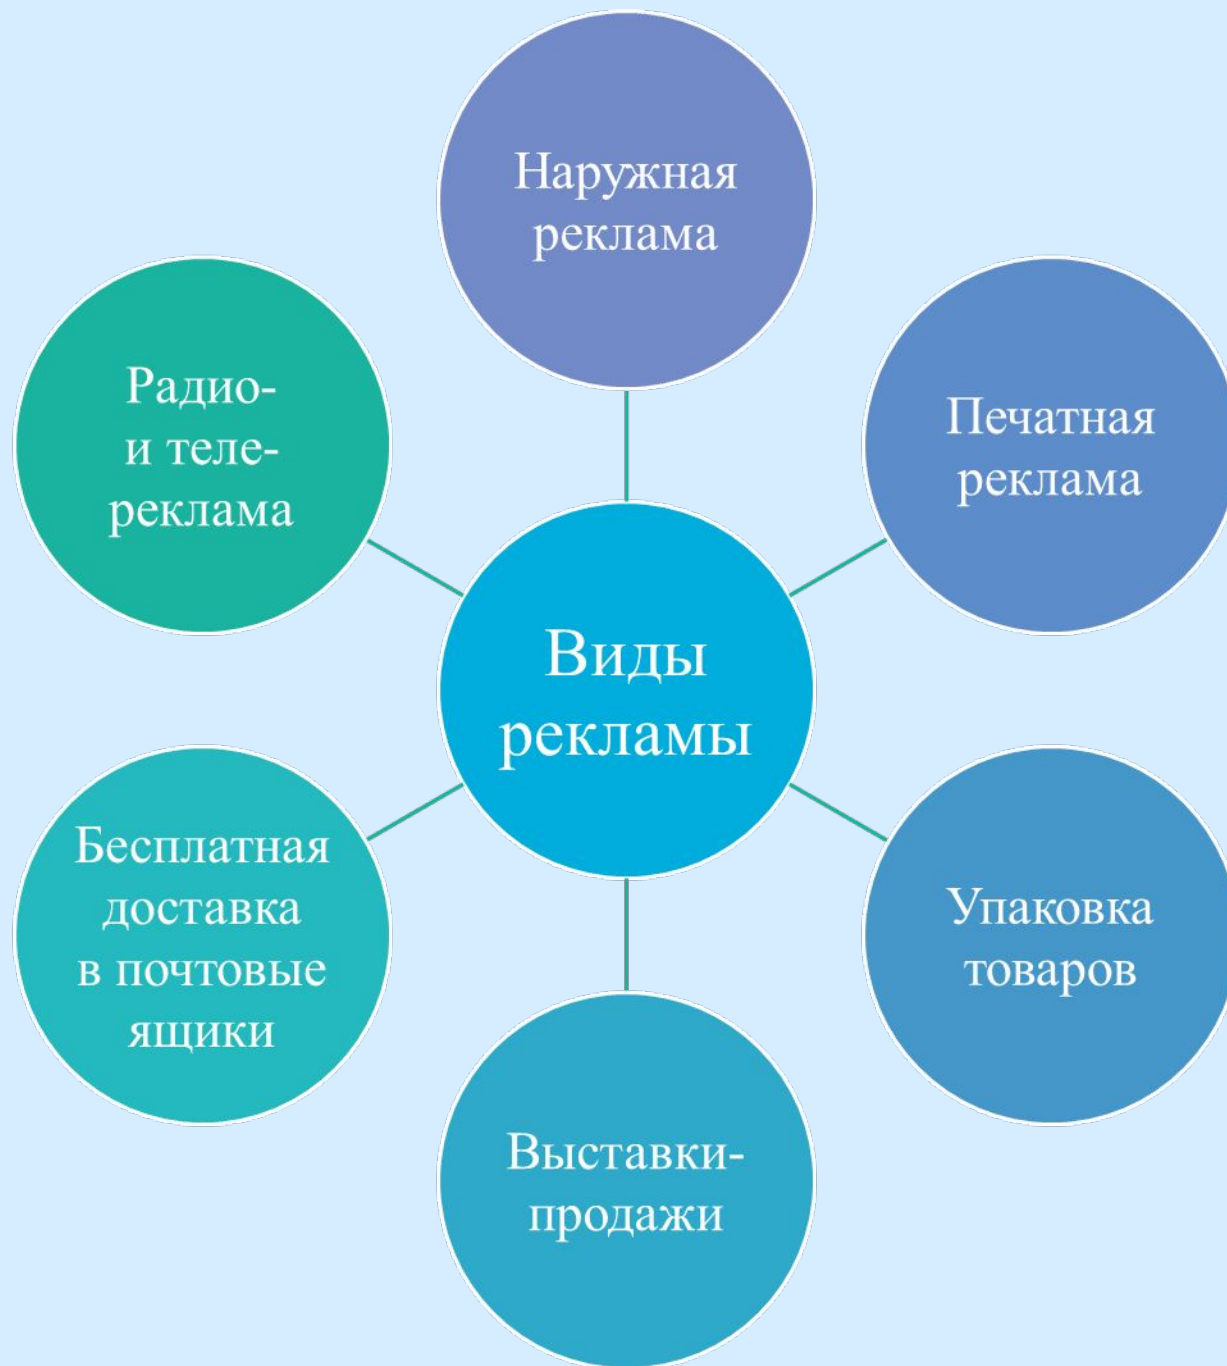 Наружная
реклама
Радио-
и теле-
реклама
Печатная
реклама
Виды
рекламы
Бесплатная
доставка
в почтовые
ящики
Упаковка
товаров
Выставки-
продажи